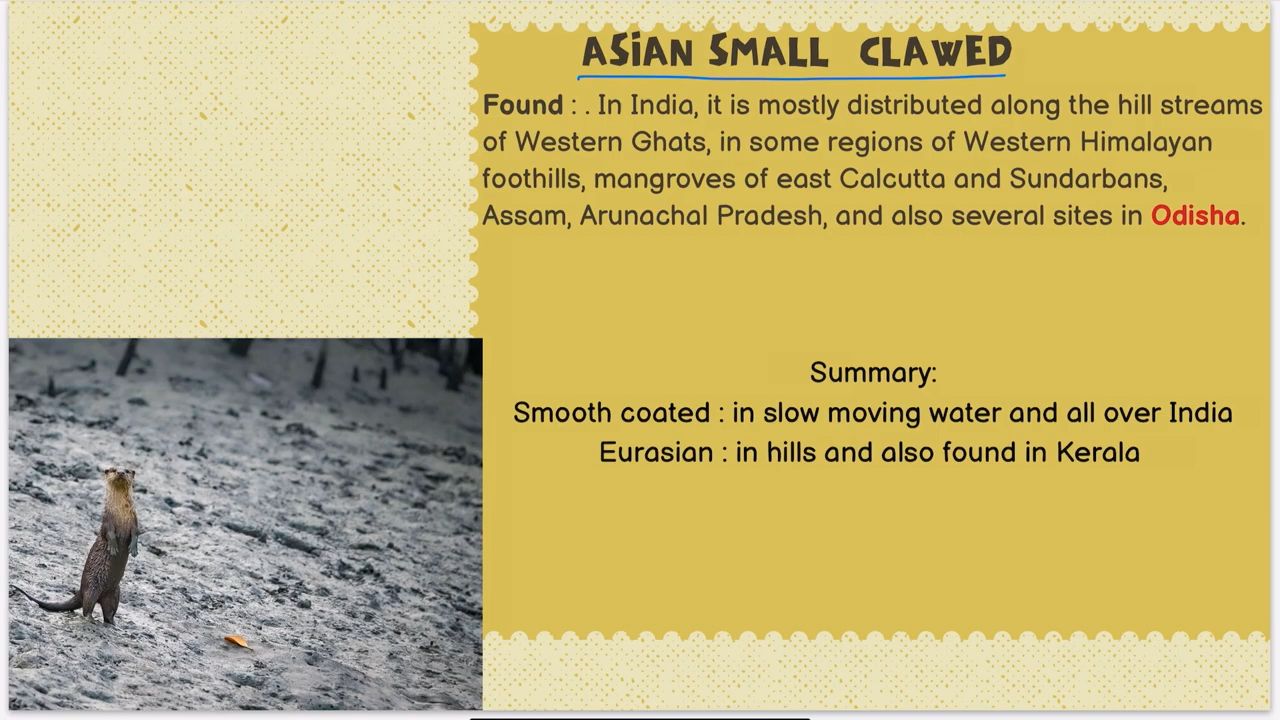 ASIAN SMALL CLAWED
Found : . In India, it is mostly distributed along the hill streams
of Western Ghats, in some regions of Western Himalayan
foothills, mangroves of east Calcutta and Sundarbans,
Assam, Arunachal Pradesh, and also several sites in Odisha.
Summary:
Smooth coated : in slow moving water and all over India
Eurasian : in hills and also found in Kerala